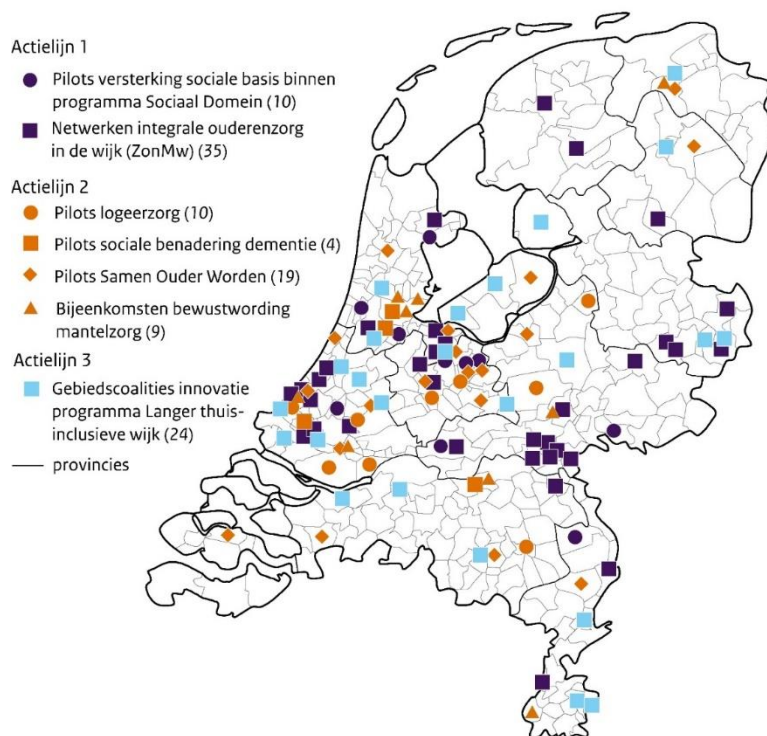 Actielijn 1
Pilots versterking sociale basis binnen
programma Sociaal Domein (10)
Netwerken integrale ouderenzorg
in de wijk (ZonMw) (35)
Actielijn 2
Pilots logeerzorg (10)
Pilots sociale benadering dementie (4)
Pilots Samen Ouder Worden (19)
Bijeenkomsten bewustwording
mantelzorg (9)
Actielijn 3
Gebiedscoalities innovatie
programma Langer thuis-
inclusieve wijk (24)
provincies